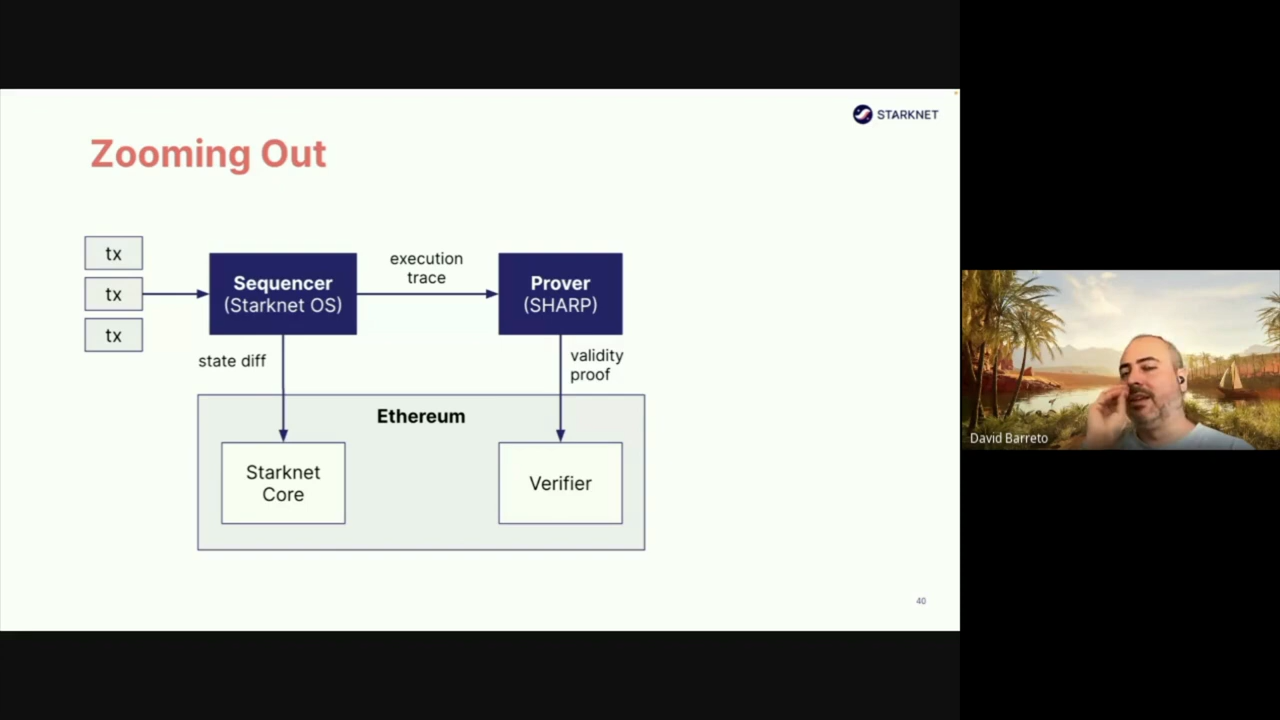 STARKNET
Zooming Out
tx
tx
tx
Sequencer
(Starknet OS)
execution
trace
Prover
(SHARP)
state diff
validity
proof
Ethereum
Starknet
Core
Verifier
40
David Barreto